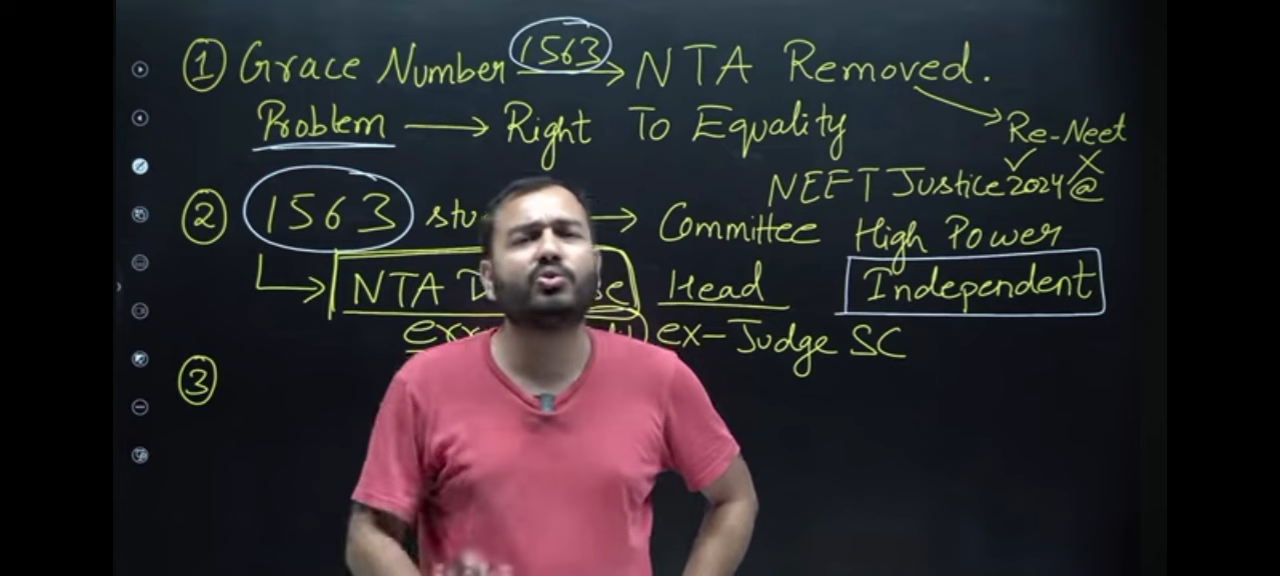 ① Grace Number 1563 → NTA Removed.
Problem → Right To Equality
Re-Neet
NEET Justice 2024 @
② 1563 → Committee High Power
NTA Head Independent
ex-Judge SC
③